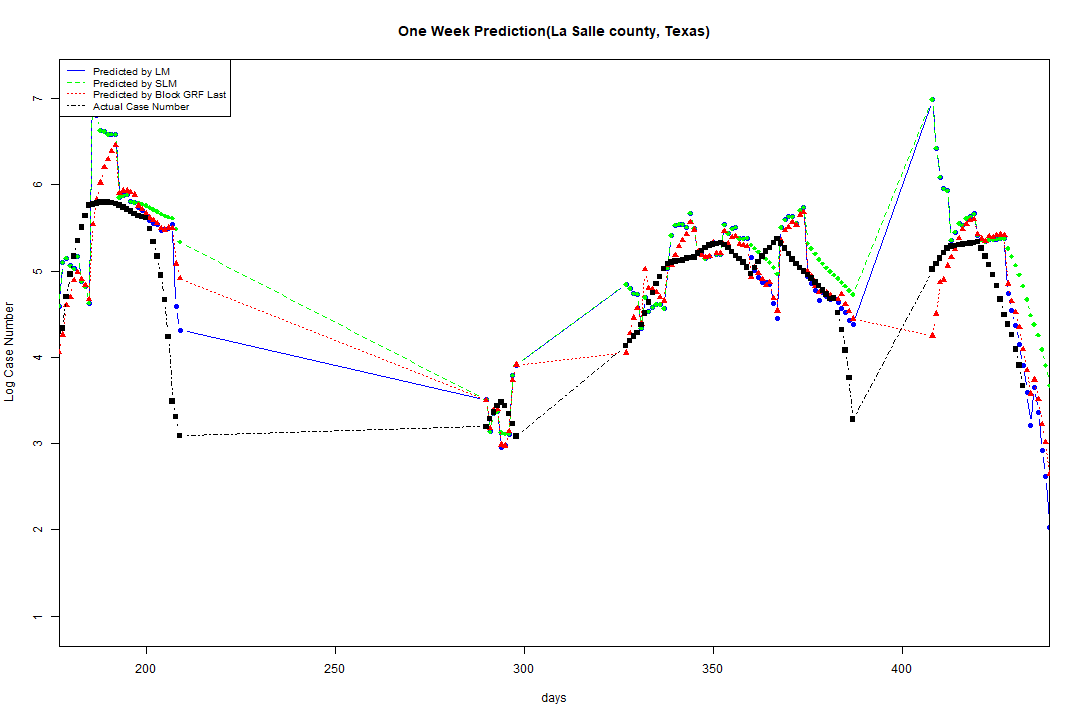 One Week Prediction(La Salle county, Texas)
Predicted by LM
Predicted by SLM
Predicted by Block GRF Last
Actual Case Number
7
6
5
4
3
2
1
Log Case Number
200
250
300
350
400
days